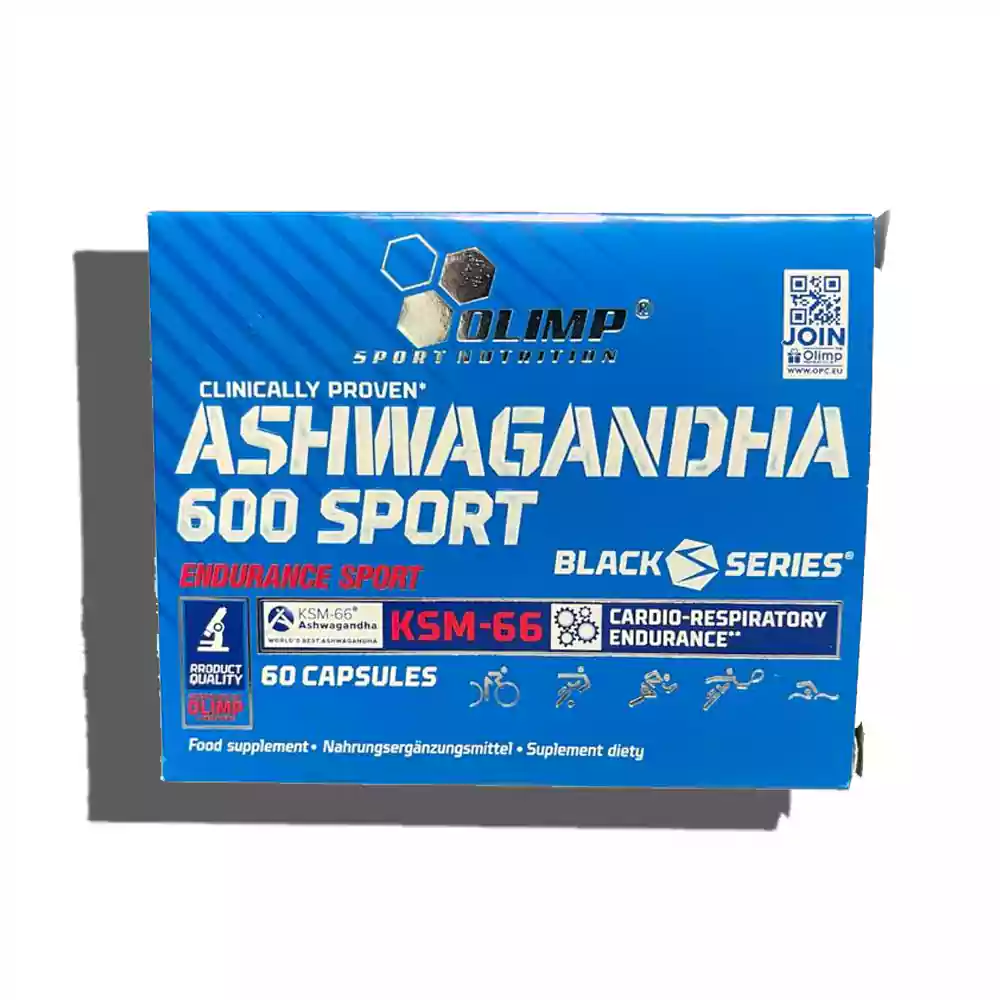 OLIMP®
SPORT NUTRITION
JOIN
THE
Olimp
WWW.OPC.EU
CLINICALLY PROVEN*
ASHWAGANDHA
600 SPORT
BLACK SERIES®
ENDURANCE SPORT
KSM-66®
Ashwagandha
WORLD'S BEST ASHWAGANDHA
KSM-66
CARDIO-RESPIRATORY
ENDURANCE**
PRODUCT
QUALITY
OLIMP
60 CAPSULES
Food supplement • Nahrungsergänzungsmittel • Suplement diety